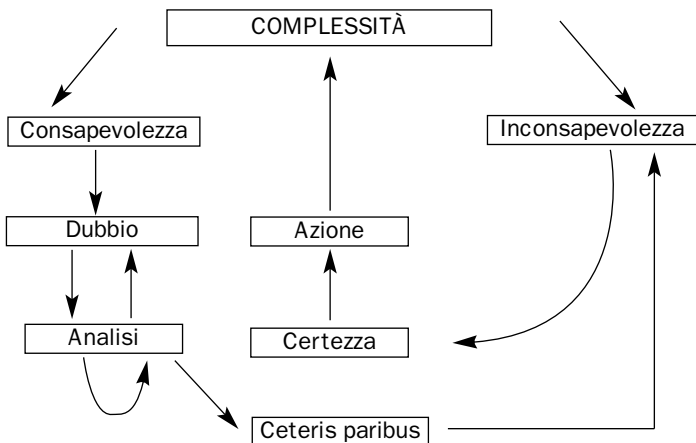 COMPLESSITÀ
Consapevolezza
Inconsapevolezza
Dubbio
Azione
Analisi
Certezza
Ceteris paribus